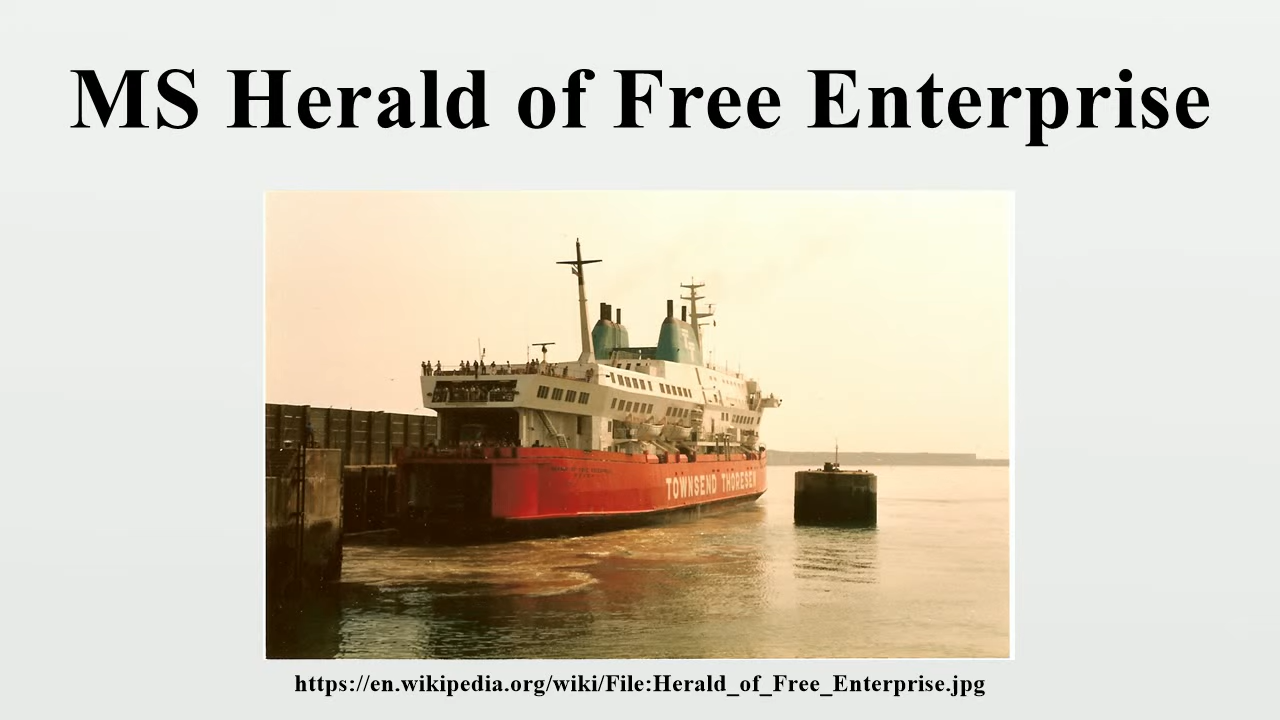 MS Herald of Free Enterprise
TOWNSEND THORESEN
https://en.wikipedia.org/wiki/File:Herald_of_Free_Enterprise.jpg